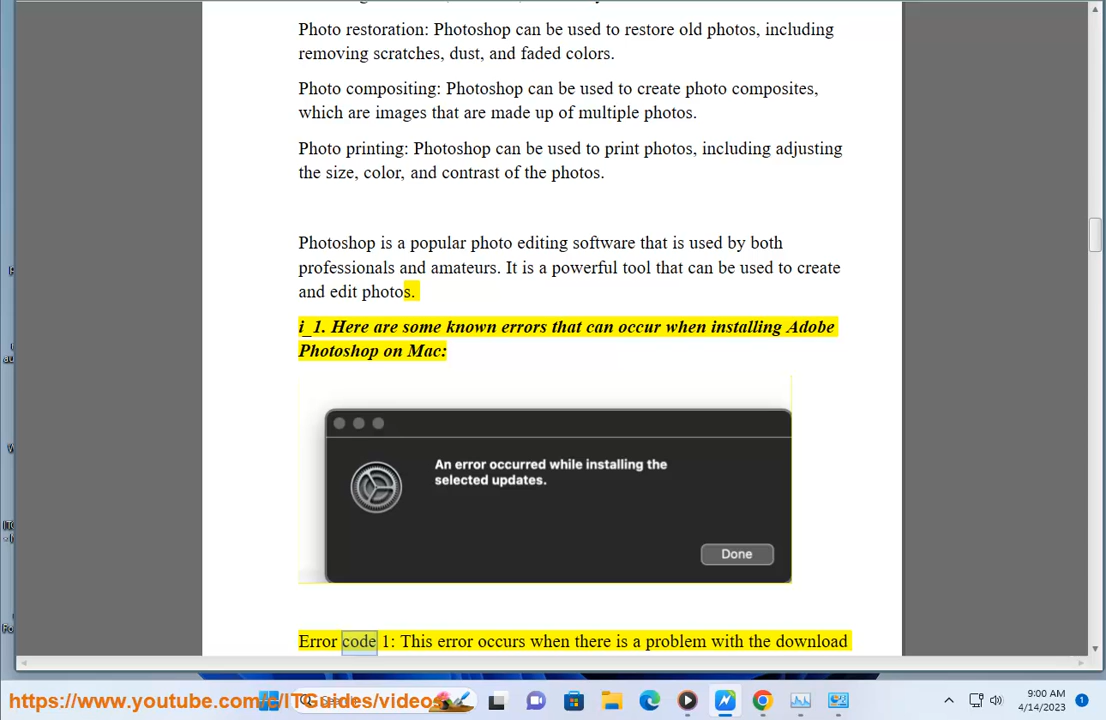 Photo restoration: Photoshop can be used to restore old photos, including
removing scratches, dust, and faded colors.
Photo compositing: Photoshop can be used to create photo composites,
which are images that are made up of multiple photos.
Photo printing: Photoshop can be used to print photos, including adjusting
the size, color, and contrast of the photos.
Photoshop is a popular photo editing software that is used by both
professionals and amateurs. It is a powerful tool that can be used to create
and edit photos.
i_1. Here are some known errors that can occur when installing Adobe
Photoshop on Mac:
An error occurred while installing the
selected updates.
Done
Error code 1: This error occurs when there is a problem with the download
https://www.youtube.com/c/ITGuides/videos
9:00 AM
4/14/2023